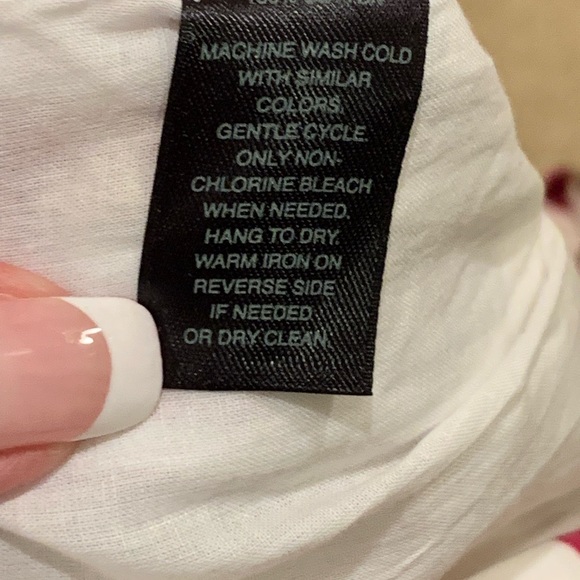 MACHINE WASH COLD
WITH SIMILAR
COLORS.
GENTLE CYCLE.
ONLY NON-
CHLORINE BLEACH
WHEN NEEDED.
HANG TO DRY.
WARM IRON ON
REVERSE SIDE
IF NEEDED
OR DRY CLEAN.